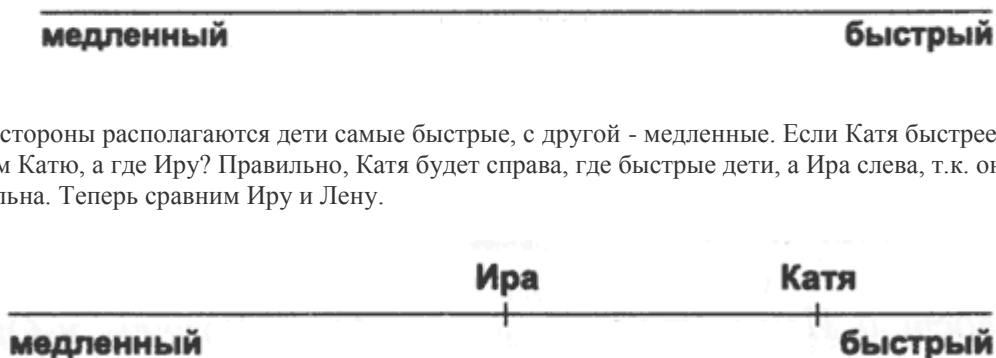 медленный быстрый
стороны располагаются дети самые быстрые, с другой - медленные. Если Катя быстрее
Катю, а где Иру? Правильно, Катя будет справа, где быстрые дети, а Ира слева, т.к.
Теперь сравним Иру и Лену.
Ира Катя
медленный быстрый